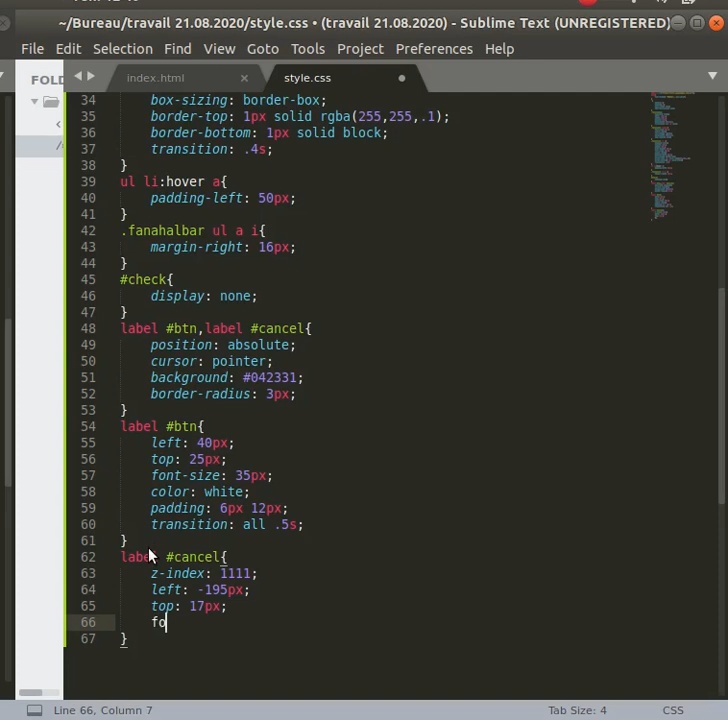 ~/Bureau/travail 21.08.2020/style.css • (travail 21.08.2020) - Sublime Text (UNREGISTERED)
File Edit Selection Find View Goto Tools Project Preferences Help
FOLD
index.html
style.css
34 box-sizing: border-box;
35 border-top: 1px solid rgba(255,255,.1);
36 border-bottom: 1px solid block;
37 transition: .4s;
38 }
39 ul li:hover a{
40 padding-left: 50px;
41 }
42 .fanahalbar ul a i{
43 margin-right: 16px;
44 }
45 #check{
46 display: none;
47 }
48 label #btn,label #cancel{
49 position: absolute;
50 cursor: pointer;
51 background: #042331;
52 border-radius: 3px;
53 }
54 label #btn{
55 left: 40px;
56 top: 25px;
57 font-size: 35px;
58 color: white;
59 padding: 6px 12px;
60 transition: all .5s;
61 }
62 label #cancel{
63 z-index: 1111;
64 left: -195px;
65 top: 17px;
66 fo
67 }
Line 66, Column 7
Tab Size: 4
CSS